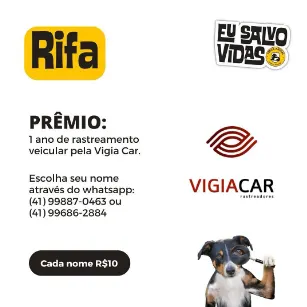 Rifa
EU SALVO
VIDAS
PRÊMIO:
1 ano de rastreamento
veicular pela Vigia Car.
Escolha seu nome
através do whatsapp:
(41) 99887-0463 ou
(41) 99686-2884
VIGIACAR
rastreadores
Cada nome R$10